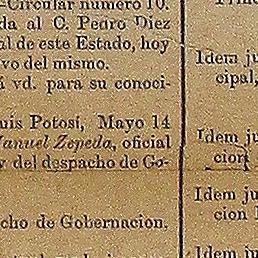 -Circular número 10.
da al C. Pedro Diez
al de este Estado, hoy
vo del mismo.
á vd. para su conoci-
uis Potosí, Mayo 14
Manuel Zepeda, oficial
y del despacho de Go-
cho de Gobernacion.
Idem ju
cipal,
Idem ju
cion
Idem ju
cion
Idem ju